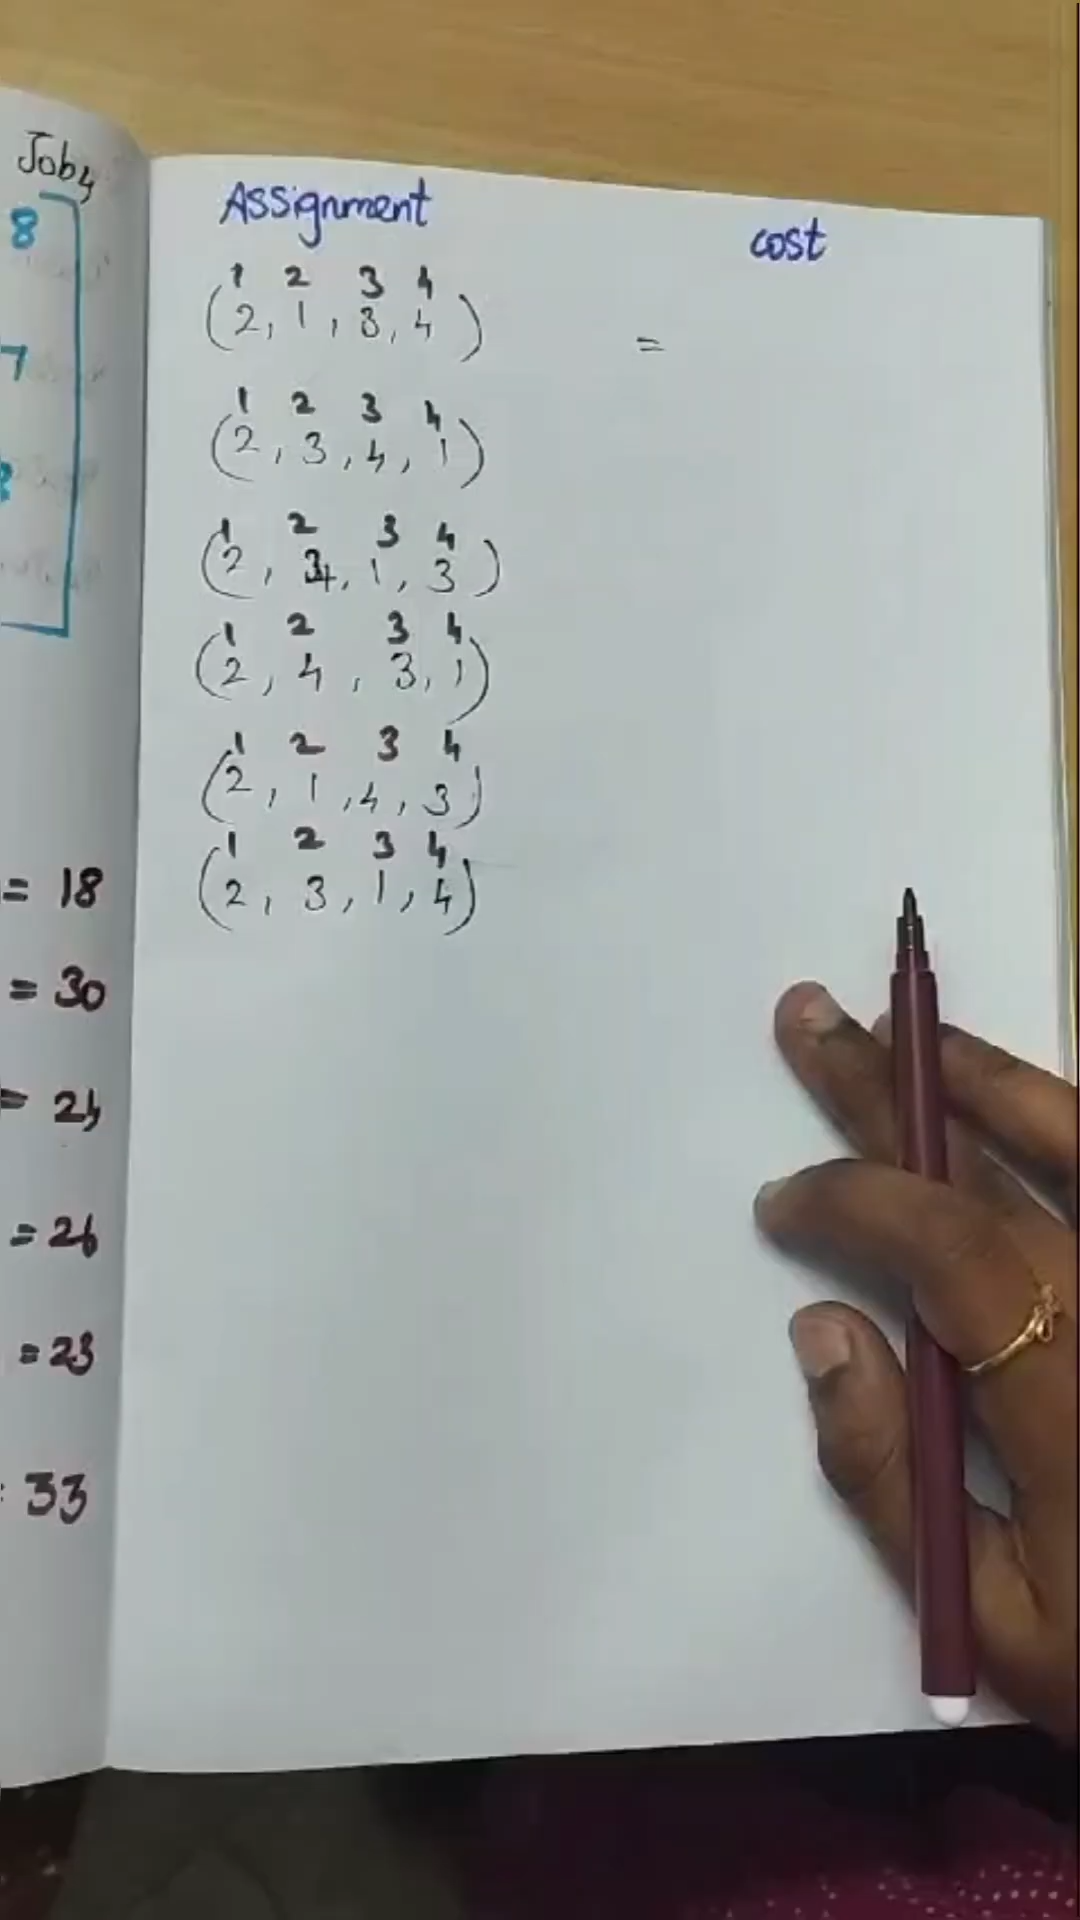 Job4
8
7
Assignment
cost
1 2 3 4
(2, 1, 3, 4) =
1 2 3 4
(2, 3, 4, 1)
1 2 3 4
(2, 4, 1, 3)
1 2 3 4
(2, 4, 3, 1)
1 2 3 4
(2, 1, 4, 3)
1 2 3 4
(2, 3, 1, 4)
= 18
= 30
= 24
= 26
= 23
= 33